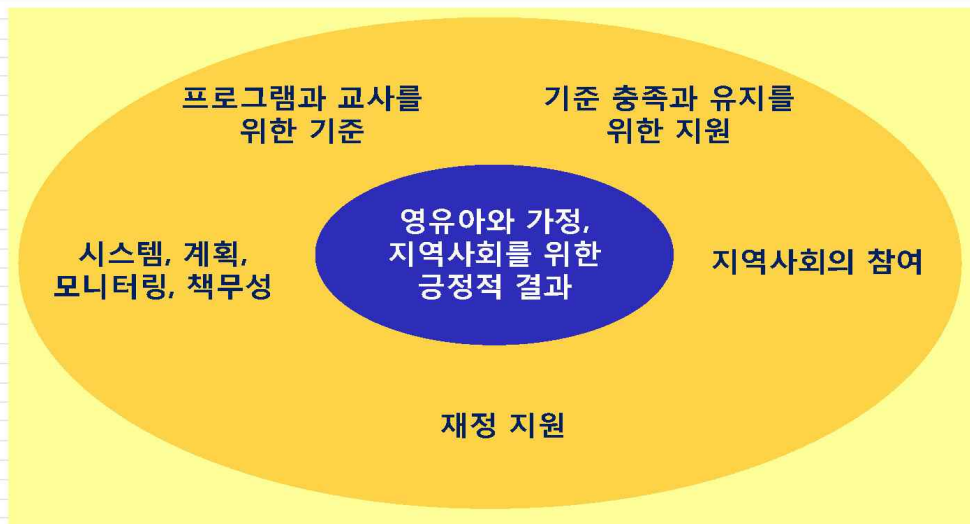 프로그램과 교사를
위한 기준
기준 충족과 유지를
위한 지원
영유아와 가정,
지역사회를 위한
긍정적 결과
시스템, 계획,
모니터링, 책무성
지역사회의 참여
재정 지원